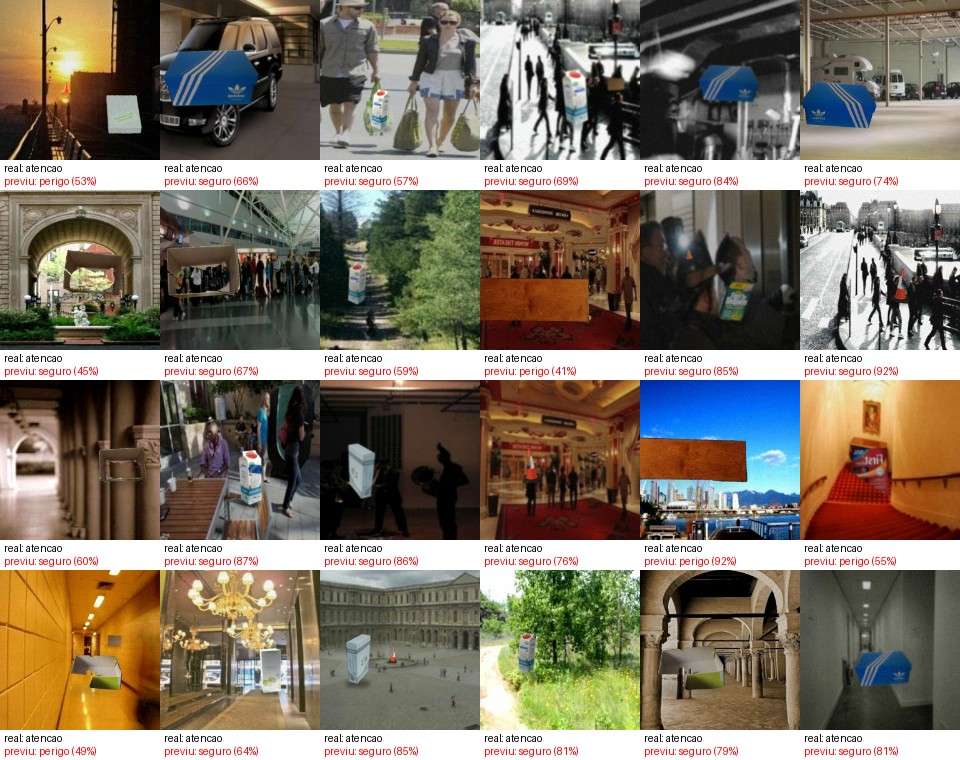 real: atencao
previu: perigo (53%)
real: atencao
previu: seguro (66%)
real: atencao
previu: seguro (57%)
real: atencao
previu: seguro (69%)
real: atencao
previu: seguro (84%)
real: atencao
previu: seguro (74%)
real: atencao
previu: seguro (45%)
real: atencao
previu: seguro (67%)
real: atencao
previu: seguro (59%)
real: atencao
previu: perigo (41%)
real: atencao
previu: seguro (85%)
real: atencao
previu: seguro (92%)
First
real: atencao
previu: seguro (60%)
real: atencao
previu: seguro (87%)
real: atencao
previu: seguro (86%)
real: atencao
previu: seguro (76%)
real: atencao
previu: perigo (92%)
real: atencao
previu: perigo (55%)
real: atencao
previu: perigo (49%)
real: atencao
previu: seguro (64%)
real: atencao
previu: seguro (85%)
real: atencao
previu: seguro (81%)
real: atencao
previu: seguro (79%)
real: atencao
previu: seguro (81%)